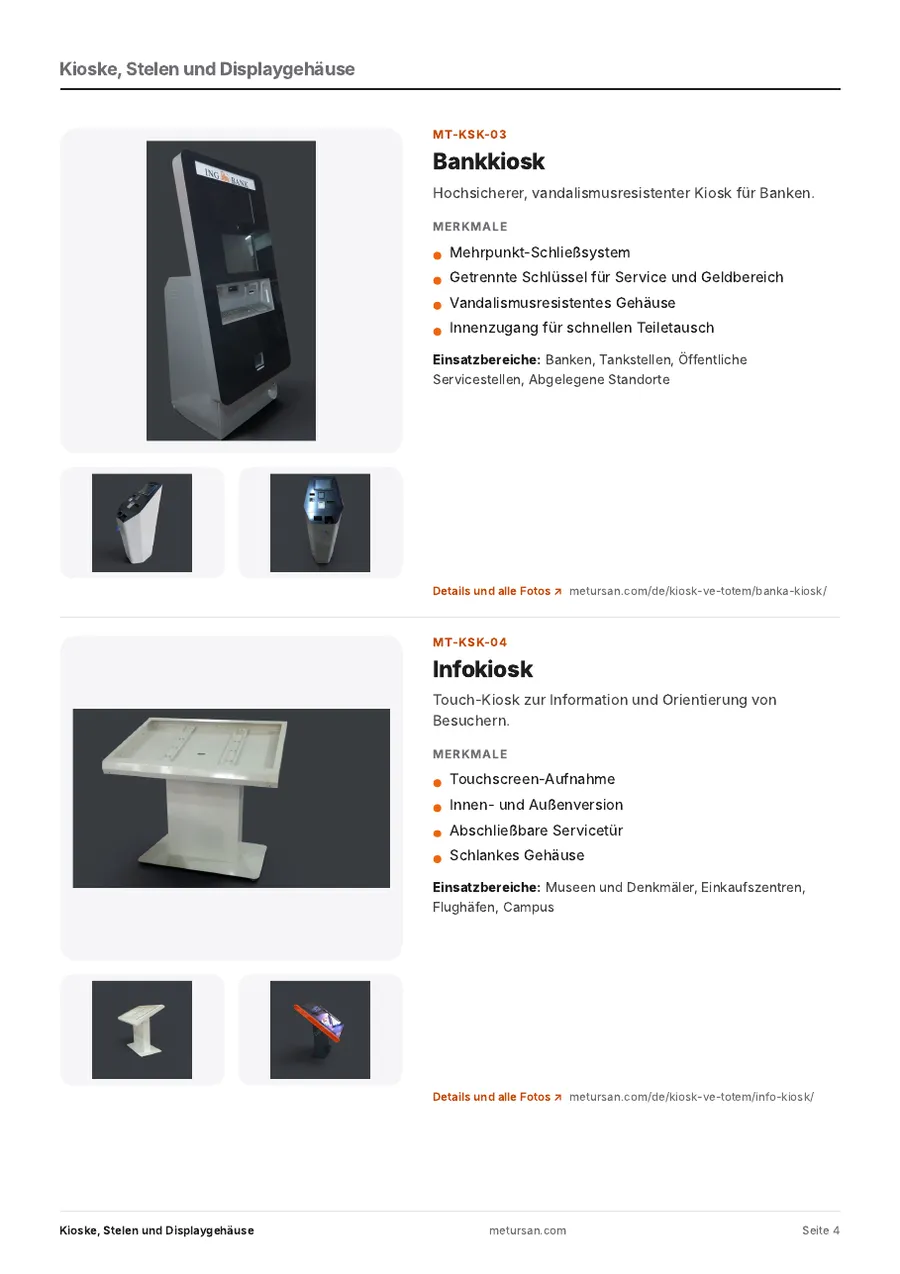 Kioske, Stelen und Displaygehäuse
ING BANK
MT-KSK-03
Bankkiosk
Hochsicherer, vandalismusresistenter Kiosk für Banken.
MERKMALE
Mehrpunkt-Schließsystem
Getrennte Schlüssel für Service und Geldbereich
Vandalismusresistentes Gehäuse
Innenzugang für schnellen Teiletausch
Einsatzbereiche: Banken, Tankstellen, Öffentliche
Servicestellen, Abgelegene Standorte
Details und alle Fotos ↗ metursan.com/de/kiosk-ve-totem/banka-kiosk/
MT-KSK-04
Infokiosk
Touch-Kiosk zur Information und Orientierung von
Besuchern.
MERKMALE
Touchscreen-Aufnahme
Innen- und Außenversion
Abschließbare Servicetür
Schlankes Gehäuse
Einsatzbereiche: Museen und Denkmäler, Einkaufszentren,
Flughäfen, Campus
Details und alle Fotos ↗ metursan.com/de/kiosk-ve-totem/info-kiosk/
Kioske, Stelen und Displaygehäuse
metursan.com
Seite 4